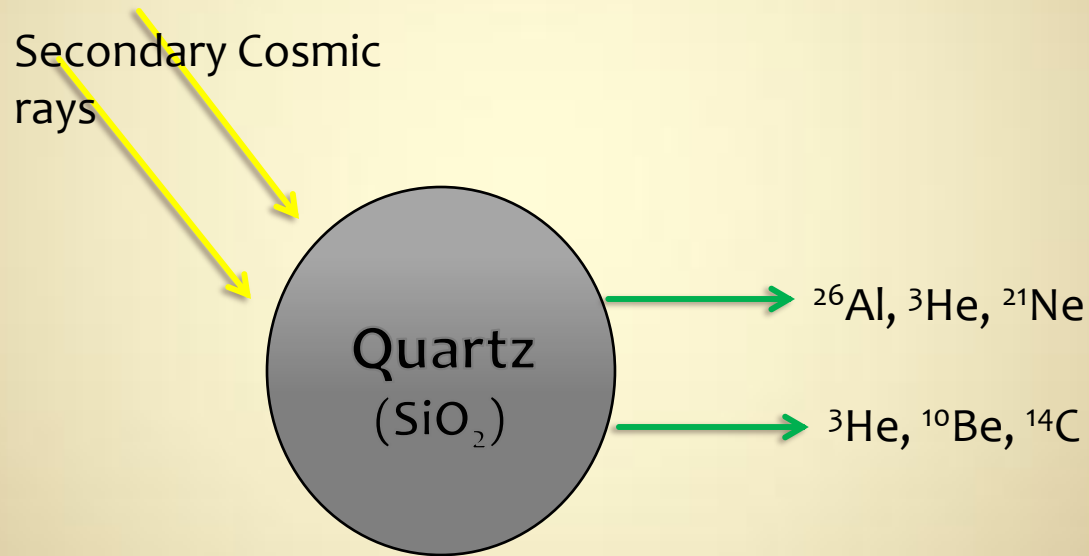 Secondary Cosmic
rays
²⁶Al, ³He, ²¹Ne
Quartz
(SiO₂)
³He, ¹⁰Be, ¹⁴C